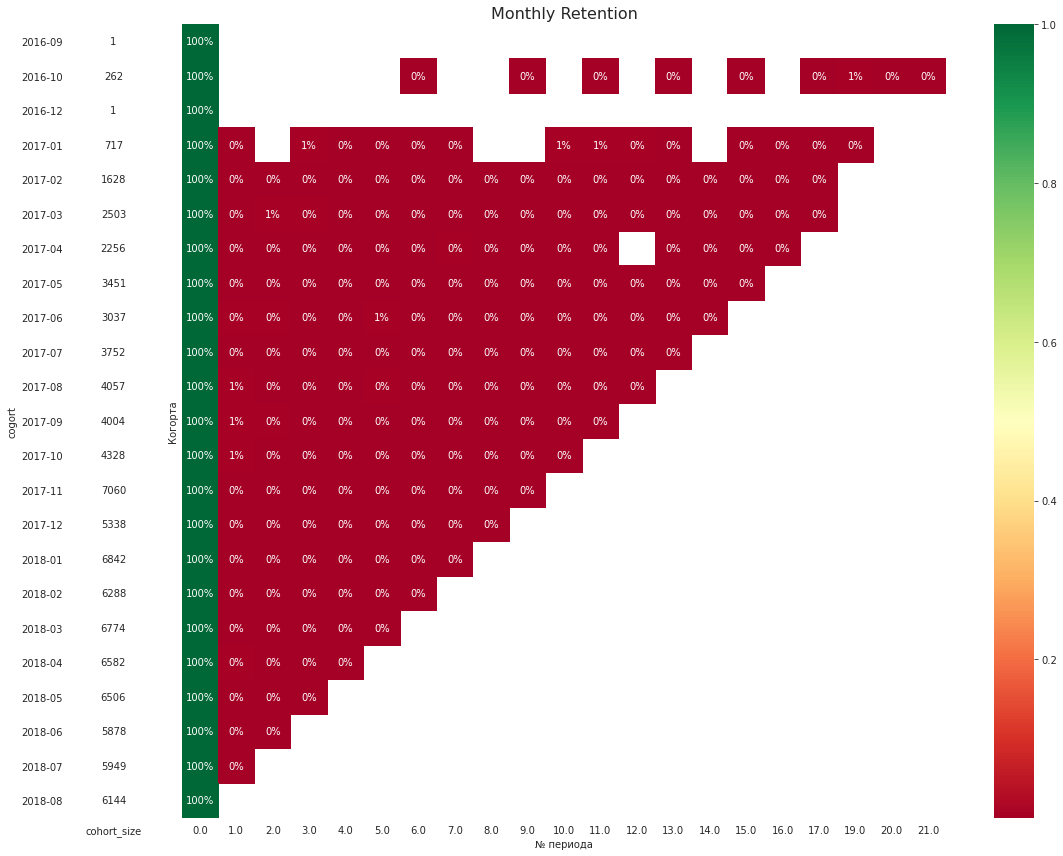 Monthly Retention
2016-09 1 100%
2016-10 262 100% 0% 0% 0% 0% 0% 0% 1% 0% 0%
2016-12 1 100%
2017-01 717 100% 0% 1% 0% 0% 0% 0% 1% 1% 0% 0% 0% 0% 0% 0%
2017-02 1628 100% 0% 0% 0% 0% 0% 0% 0% 0% 0% 0% 0% 0% 0% 0% 0% 0% 0%
2017-03 2503 100% 0% 1% 0% 0% 0% 0% 0% 0% 0% 0% 0% 0% 0% 0% 0% 0% 0%
2017-04 2256 100% 0% 0% 0% 0% 0% 0% 0% 0% 0% 0% 0% 0% 0% 0% 0%
2017-05 3451 100% 0% 0% 0% 0% 0% 0% 0% 0% 0% 0% 0% 0% 0% 0% 0%
2017-06 3037 100% 0% 0% 0% 0% 1% 0% 0% 0% 0% 0% 0% 0% 0% 0%
2017-07 3752 100% 0% 0% 0% 0% 0% 0% 0% 0% 0% 0% 0% 0% 0%
2017-08 4057 100% 1% 0% 0% 0% 0% 0% 0% 0% 0% 0% 0% 0%
2017-09 4004 100% 1% 0% 0% 0% 0% 0% 0% 0% 0% 0% 0%
2017-10 4328 100% 1% 0% 0% 0% 0% 0% 0% 0% 0% 0%
2017-11 7060 100% 0% 0% 0% 0% 0% 0% 0% 0% 0%
2017-12 5338 100% 0% 0% 0% 0% 0% 0% 0% 0%
2018-01 6842 100% 0% 0% 0% 0% 0% 0% 0%
2018-02 6288 100% 0% 0% 0% 0% 0% 0%
2018-03 6774 100% 0% 0% 0% 0% 0%
2018-04 6582 100% 0% 0% 0% 0%
2018-05 6506 100% 0% 0% 0%
2018-06 5878 100% 0% 0%
2018-07 5949 100% 0%
2018-08 6144 100%
cogort
Когорта
cohort_size 0.0 1.0 2.0 3.0 4.0 5.0 6.0 7.0 8.0 9.0 10.0 11.0 12.0 13.0 14.0 15.0 16.0 17.0 19.0 20.0 21.0
№ периода
1.0
0.8
0.6
0.4
0.2